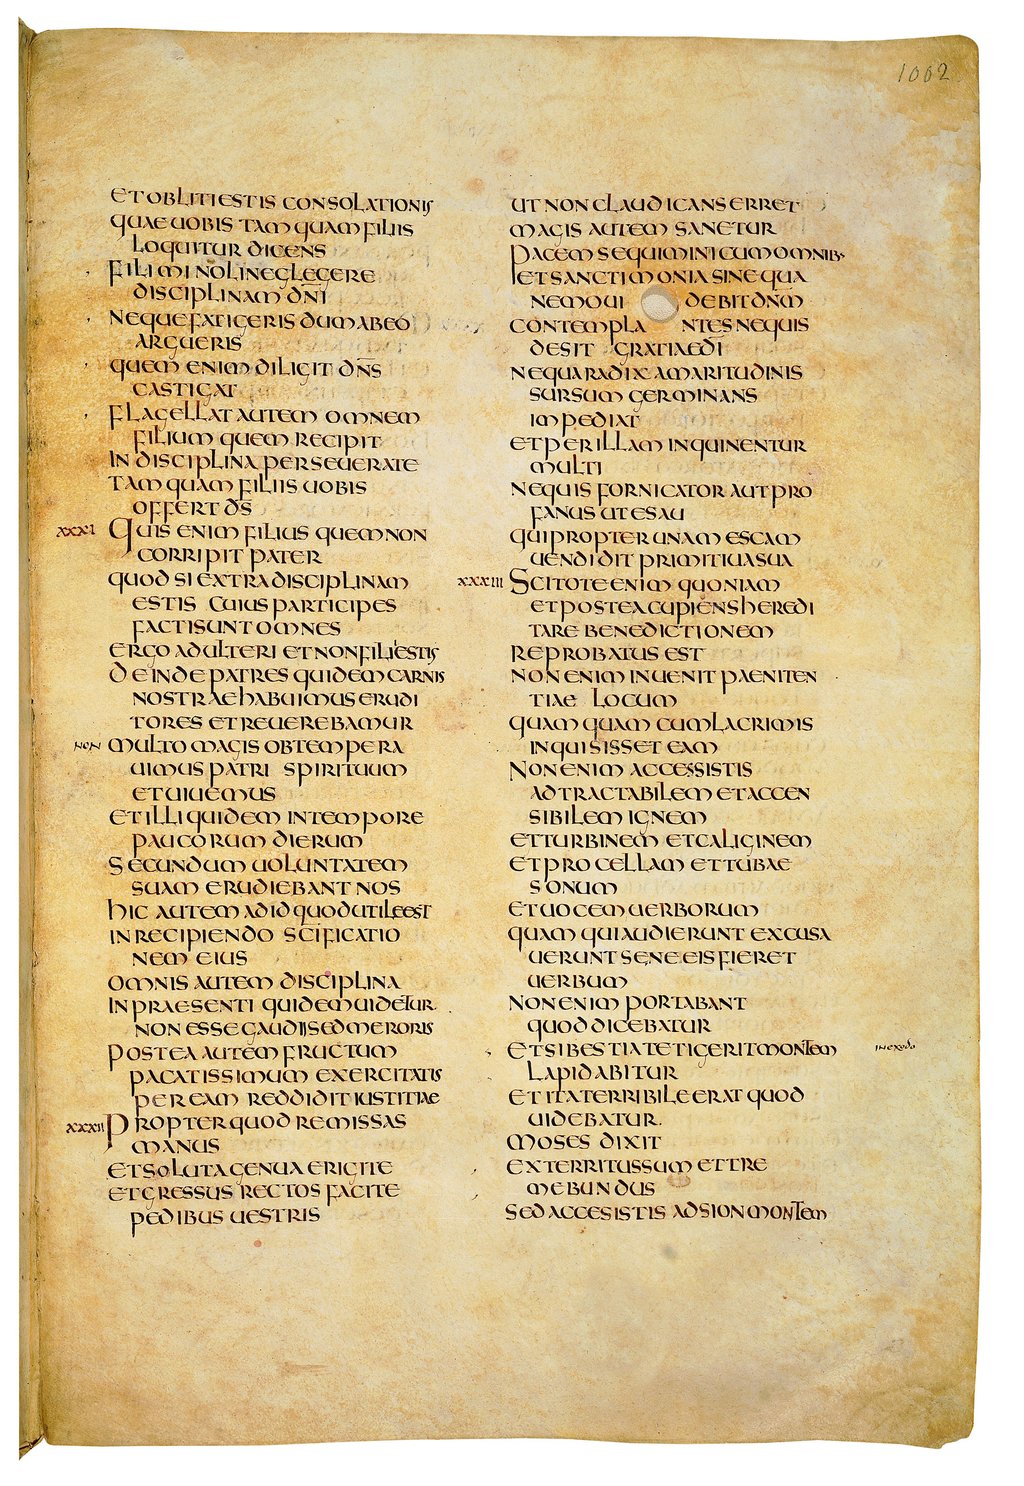 1002
ET OBLITI ESTIS CONSOLATIONIS
QUAE UOBIS TAMQUAM FILIIS
LOQUITUR DICENS
FILI MI NOLI NEGLEGERE
DISCIPLINAM DN̄I
NEQUE FATIGERIS DUM AB EO
ARGUERIS
QUEM ENIM DILIGIT DN̄S
CASTIGAT
FLAGELLAT AUTEM OMNEM
FILIUM QUEM RECIPIT
IN DISCIPLINA PERSEUERATE
TAMQUAM FILIIS UOBIS
OFFERT D̄S
XXXI QUIS ENIM FILIUS QUEM NON
CORRIPIT PATER
QUOD SI EXTRA DISCIPLINAM
ESTIS CUIUS PARTICIPES
FACTI SUNT OMNES
ERGO ADULTERI ET NON FILII ESTIS
DEINDE PATRES QUIDEM CARNIS
NOSTRAE HABUIMUS ERUDI
TORES ET REUEREBAMUR
NON MULTO MAGIS OBTEMPERA
UIMUS PATRI SPIRITUUM
ET UIUEMUS
ET ILLI QUIDEM IN TEMPORE
PAUCORUM DIERUM
SECUNDUM UOLUNTATEM
SUAM ERUDIEBANT NOS
HIC AUTEM AD ID QUOD UTILE EST
IN RECIPIENDO SCIFICATIO
NEM EIUS
OMNIS AUTEM DISCIPLINA
IN PRAESENTI QUIDEM UIDETUR
NON ESSE GAUDII SED MERORIS
POSTEA AUTEM FRUCTUM
PACATISSIMUM EXERCITATIS
PER EAM REDDIDIT IUSTITIAE
XXXII PROPTER QUOD REMISSAS
MANUS
ET SOLUTA GENUA ERIGITE
ET GRESSUS RECTOS FACITE
PEDIBUS UESTRIS
UT NON CLAUDICANS ERRET
MAGIS AUTEM SANETUR
PACEM SEQUIMINI CUM OMNIB·
ET SANCTIMONIA SINE QUA
NEMO UI DEBIT DN̄M
CONTEMPLA NTES NE QUIS
DESIT GRATIAE DI
NE QUA RADIX AMARITUDINIS
SURSUM GERMINANS
IMPEDIAT
ET PER ILLAM INQUINENTUR
MULTI
NE QUIS FORNICATOR AUT PRO
FANUS UT ESAU
QUI PROPTER UNAM ESCAM
UENDIDIT PRIMITIUA SUA
XXXIII SCITOTE ENIM QUONIAM
ET POSTEA CUPIENS HEREDI
TARE BENEDICTIONEM
REPROBATUS EST
NON ENIM INUENIT PAENITEN
TIAE LOCUM
QUAMQUAM CUM LACRIMIS
INQUISISSET EAM
NON ENIM ACCESSISTIS
AD TRACTABILEM ET ACCEN
SIBILEM IGNEM
ET TURBINEM ET CALIGINEM
ET PROCELLAM ET TUBAE
SONUM
ET UOCEM UERBORUM
QUAM QUI AUDIERUNT EXCUSA
UERUNT SE NE EIS FIERET
UERBUM
NON ENIM PORTABANT
QUOD DICEBATUR
ET SI BESTIA TETIGERIT MONTEM IN EXODO
LAPIDABITUR
ET ITA TERRIBILE ERAT QUOD
UIDEBATUR.
MOSES DIXIT
EXTERRITUS SUM ET TRE
MEBUNDUS
SED ACCESISTIS AD SION MONTEM